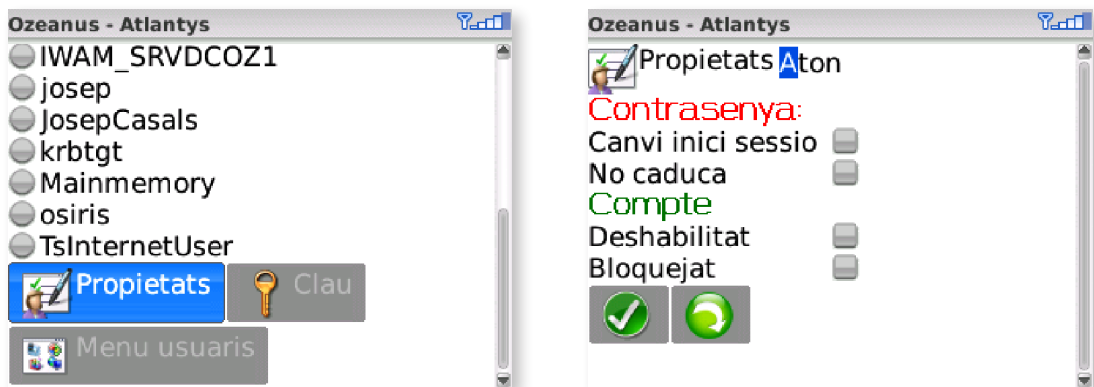 Ozeanus - Atlantys
IWAM_SRVDCOZ1
josep
JosepCasals
krbtgt
Mainmemory
osiris
TsInternetUser
Propietats
Clau
Menu usuaris
Ozeanus - Atlantys
Propietats Aton
Contrasenya:
Canvi inici sessio
No caduca
Compte
Deshabilitat
Bloquejat